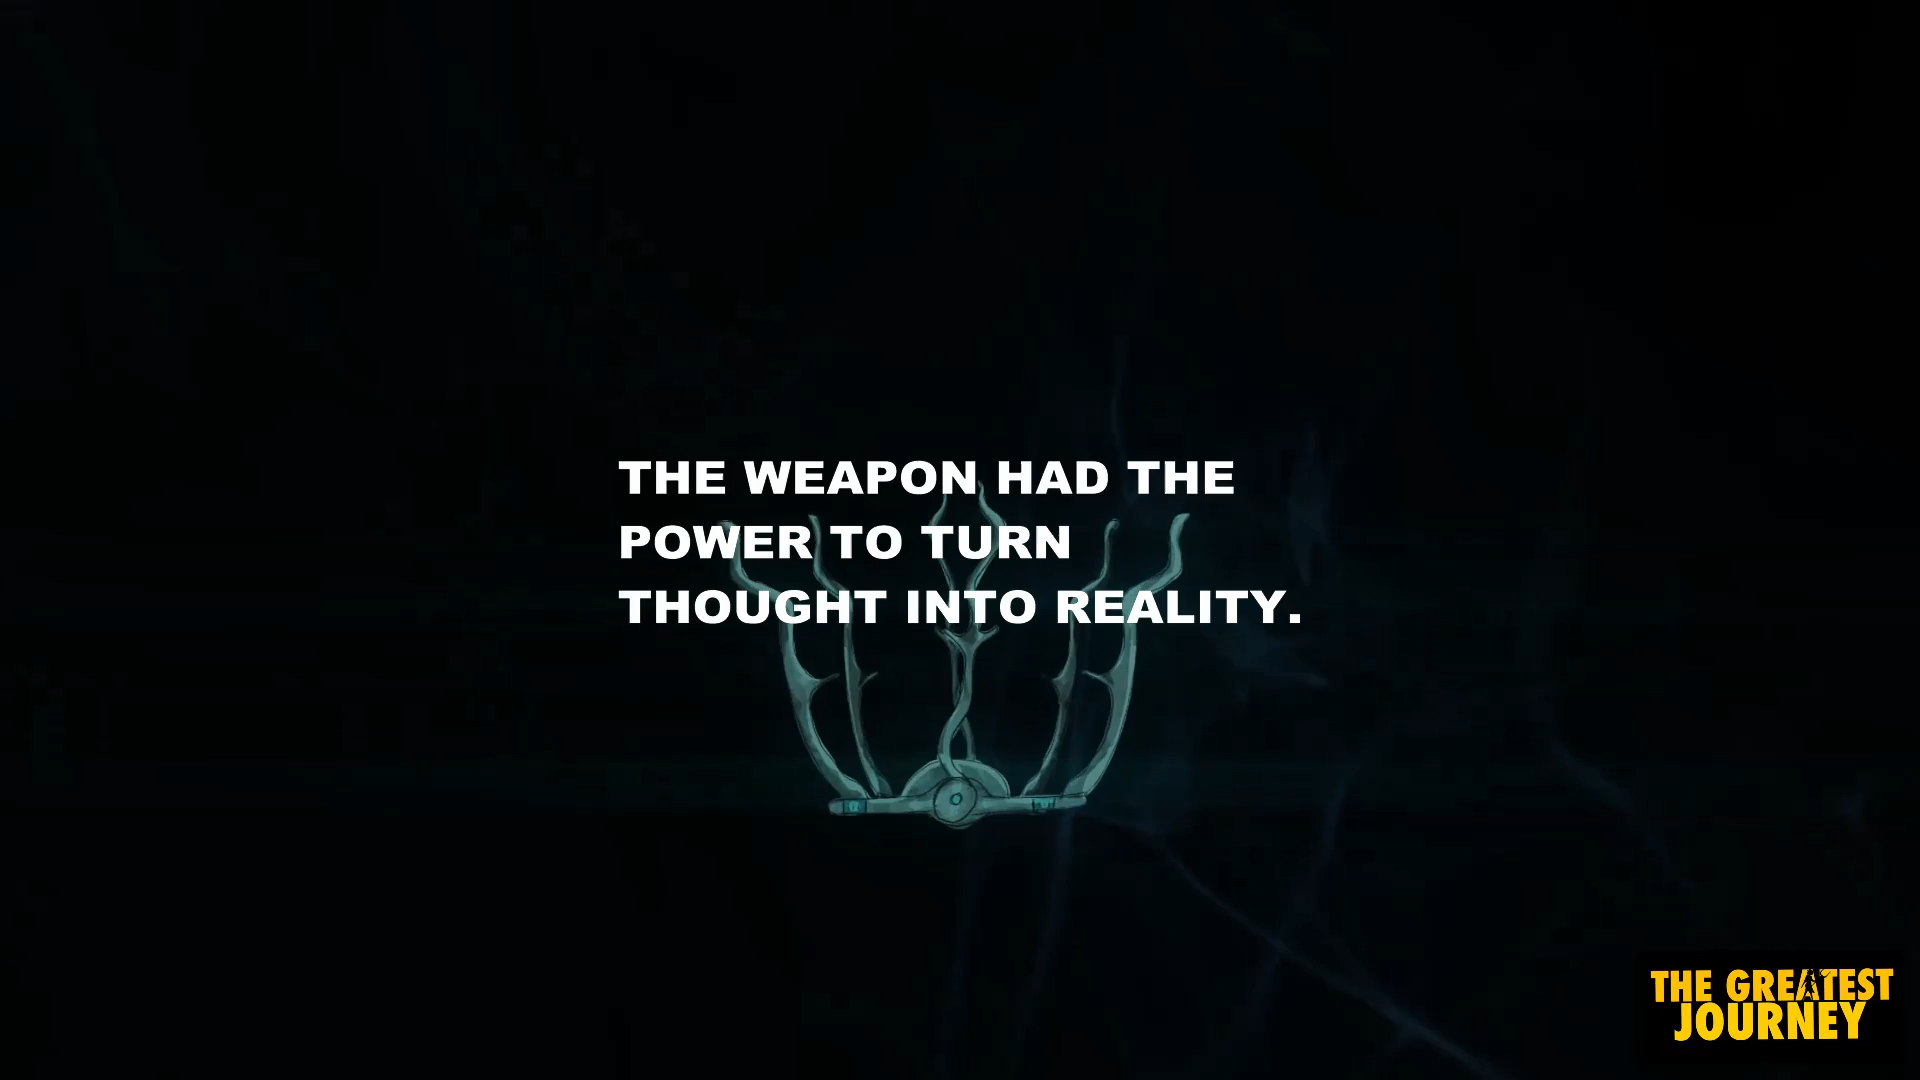 THE WEAPON HAD THE
POWER TO TURN
THOUGHT INTO REALITY.
THE GREATEST
JOURNEY